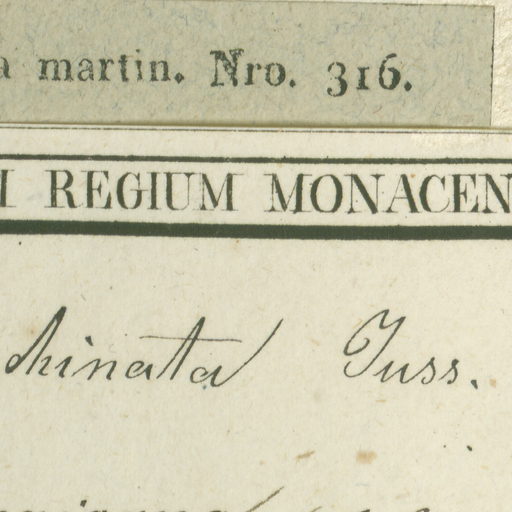 a martin. Nro. 316.
REGIUM MONACEN
chinata Juss.